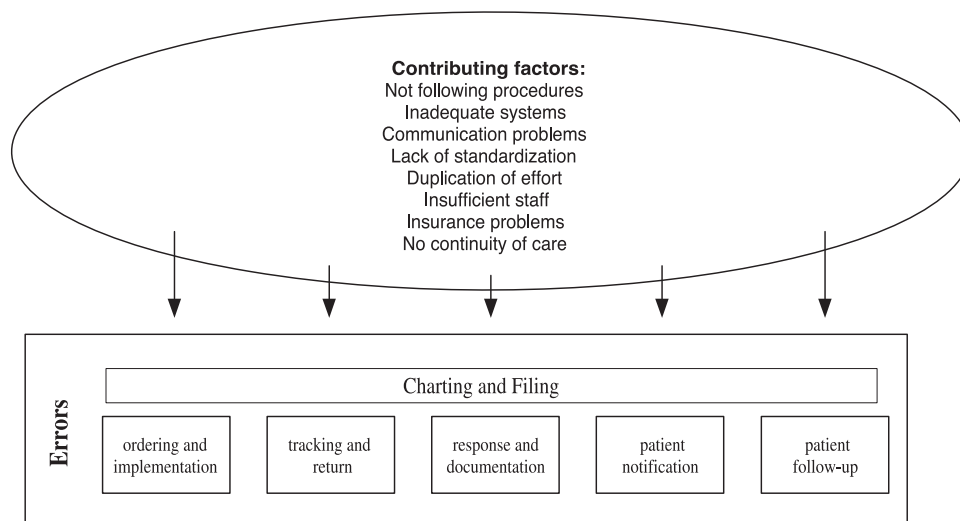 Contributing factors:
Not following procedures
Inadequate systems
Communication problems
Lack of standardization
Duplication of effort
Insufficient staff
Insurance problems
No continuity of care
Errors
Charting and Filing
ordering and
implementation
tracking and
return
response and
documentation
patient
notification
patient
follow-up